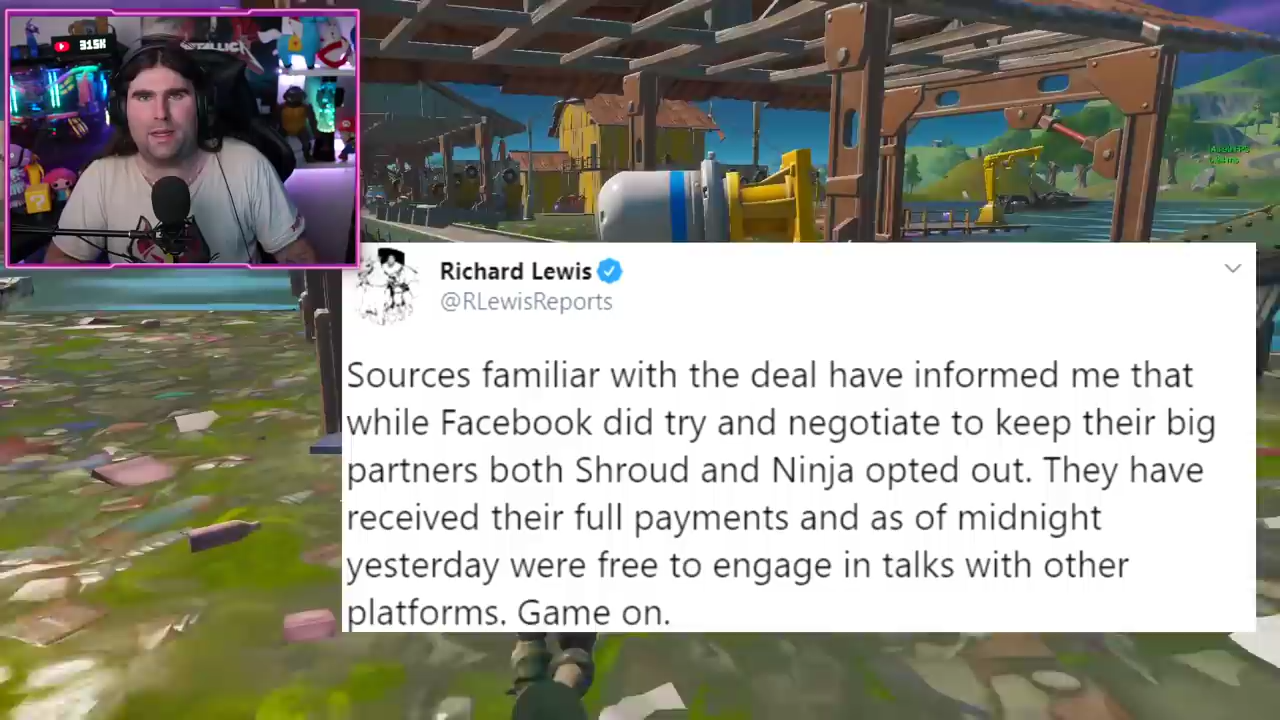 315K
METALLICA
Richard Lewis
@RLewisReports
Sources familiar with the deal have informed me that
while Facebook did try and negotiate to keep their big
partners both Shroud and Ninja opted out. They have
received their full payments and as of midnight
yesterday were free to engage in talks with other
platforms. Game on.